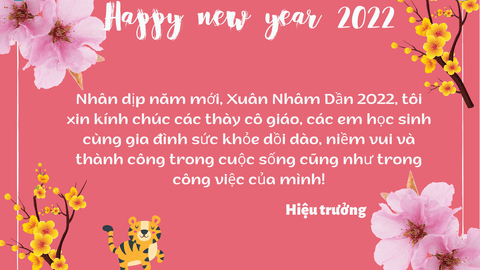 Happy new year 2022
Nhân dịp năm mới, Xuân Nhâm Dần 2022, tôi
xin kính chúc các thày cô giáo, các em học sinh
cùng gia đình sức khỏe dồi dào, niềm vui và
thành công trong cuộc sống cũng như trong
công việc của mình!
Hiệu trưởng